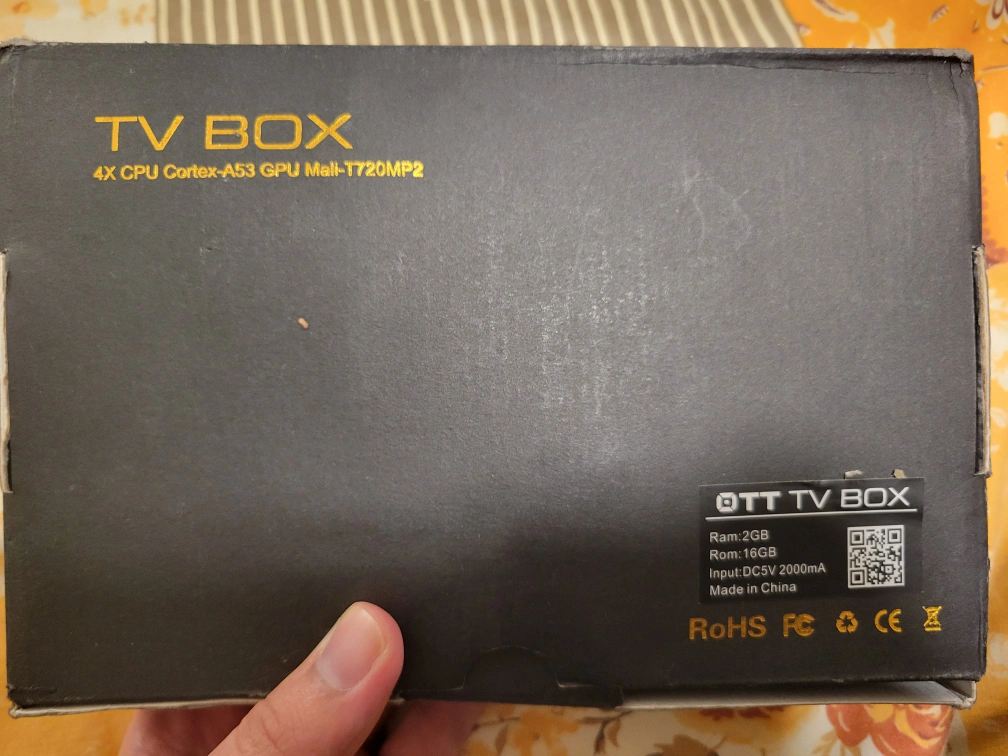 TV BOX
4X CPU Cortex-A53 GPU Mali-T720MP2
OTT TV BOX
Ram:2GB
Rom:16GB
Input:DC5V 2000mA
Made in China
RoHS FC CE